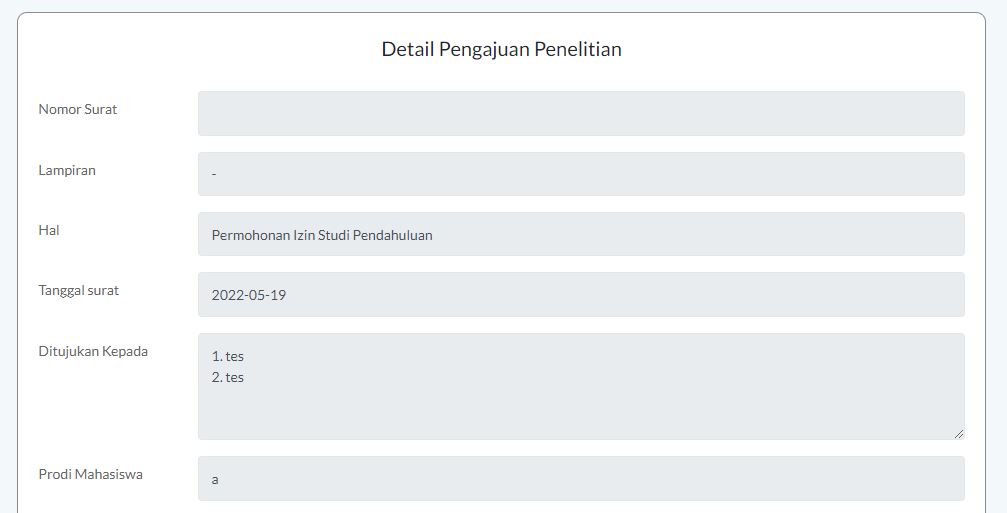 Detail Pengajuan Penelitian
Nomor Surat
Lampiran
-
Hal
Permohonan Izin Studi Pendahuluan
Tanggal surat
2022-05-19
Ditujukan Kepada
1. tes
2. tes
Prodi Mahasiswa
a